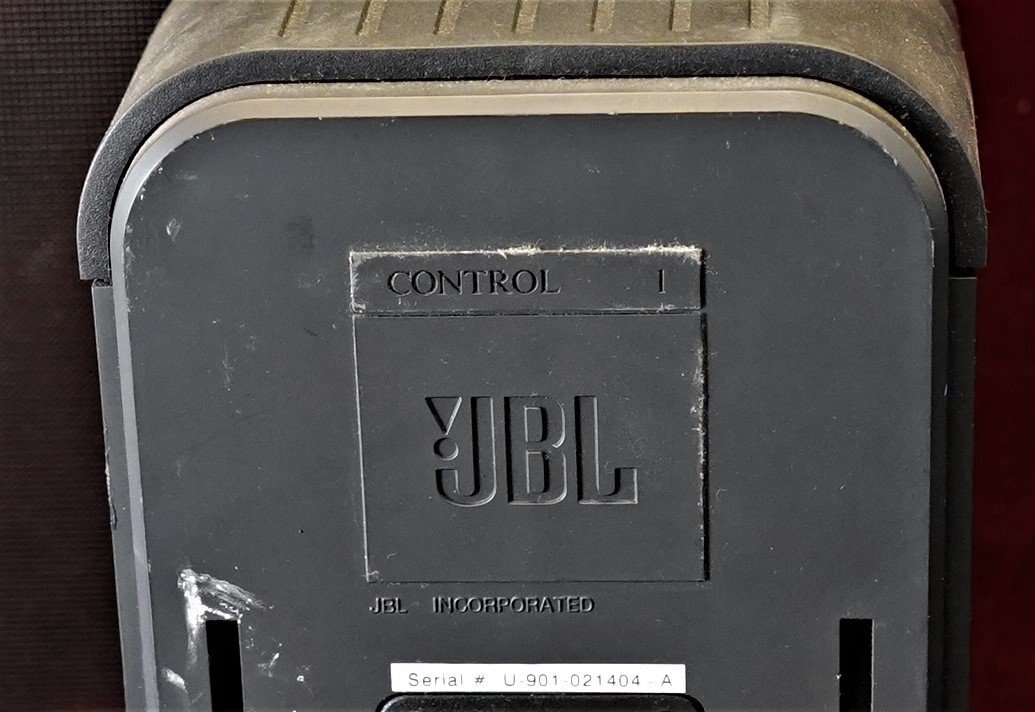 CONTROL 1
JBL
JBL INCORPORATED
Serial # U-901-021404-A